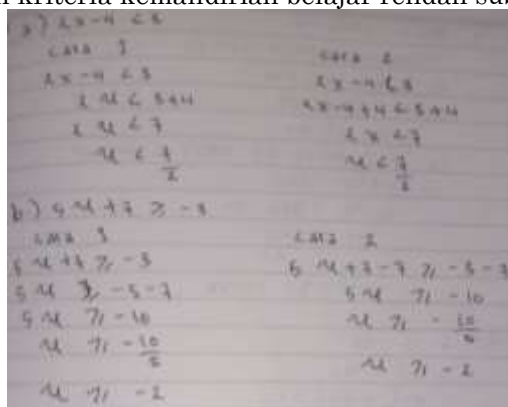 kriteria kemandirian belajar rendah
a) 2x-4 < 3
cara 1
2x-4 < 3
2x < 3+4
2x < 7
x < 7/2
cara 2
2x-4 < 3
2x-4+4 < 3+4
2x < 7
x < 7/2
b) 5x+7 ≥ -3
cara 1
5x+7 ≥ -3
5x ≥ -3-7
5x ≥ -10
x ≥ -10/5
x ≥ -2
cara 2
5x+7-7 ≥ -3-7
5x ≥ -10
x ≥ -10/5
x ≥ -2